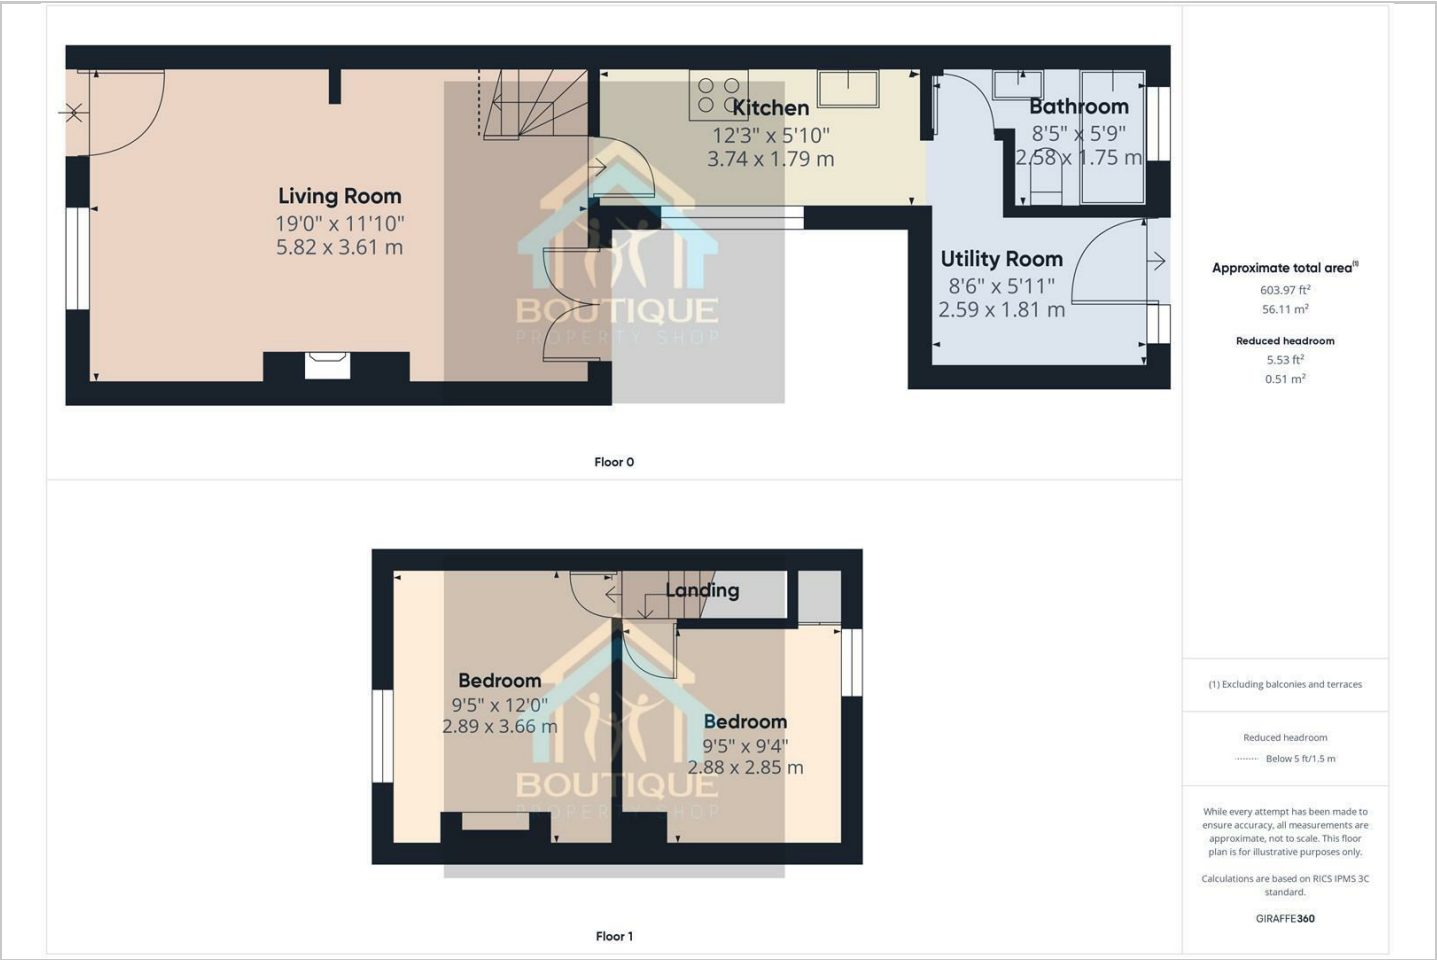 Living Room
19'0" x 11'10"
5.82 x 3.61 m
Kitchen
12'3" x 5'10"
3.74 x 1.79 m
Bathroom
8'5" x 5'9"
2.58 x 1.75 m
Utility Room
8'6" x 5'11"
2.59 x 1.81 m
BOUTIQUE
PROPERTY SHOP
Floor 0
Landing
Bedroom
9'5" x 12'0"
2.89 x 3.66 m
Bedroom
9'5" x 9'4"
2.88 x 2.85 m
BOUTIQUE
PROPERTY SHOP
Floor 1
Approximate total area(1)
603.97 ft²
56.11 m²
Reduced headroom
5.53 ft²
0.51 m²
(1) Excluding balconies and terraces
Reduced headroom
Below 5 ft/1.5 m
While every attempt has been made to
ensure accuracy, all measurements are
approximate, not to scale. This floor
plan is for illustrative purposes only.
Calculations are based on RICS IPMS 3C
standard.
GIRAFFE360